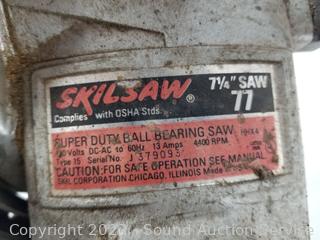 SKILSAW®
7¼" SAW
77
Complies with OSHA Stds.
SUPER DUTY BALL BEARING SAW
Volts DC-AC to 60Hz 13 Amps 4400 RPM
Type 15 Serial No. J 379093
CAUTION: FOR SAFE OPERATION SEE MANUAL
SKIL CORPORATION, CHICAGO, ILLINOIS Made
Copyright 2020 - Sound Auction Service